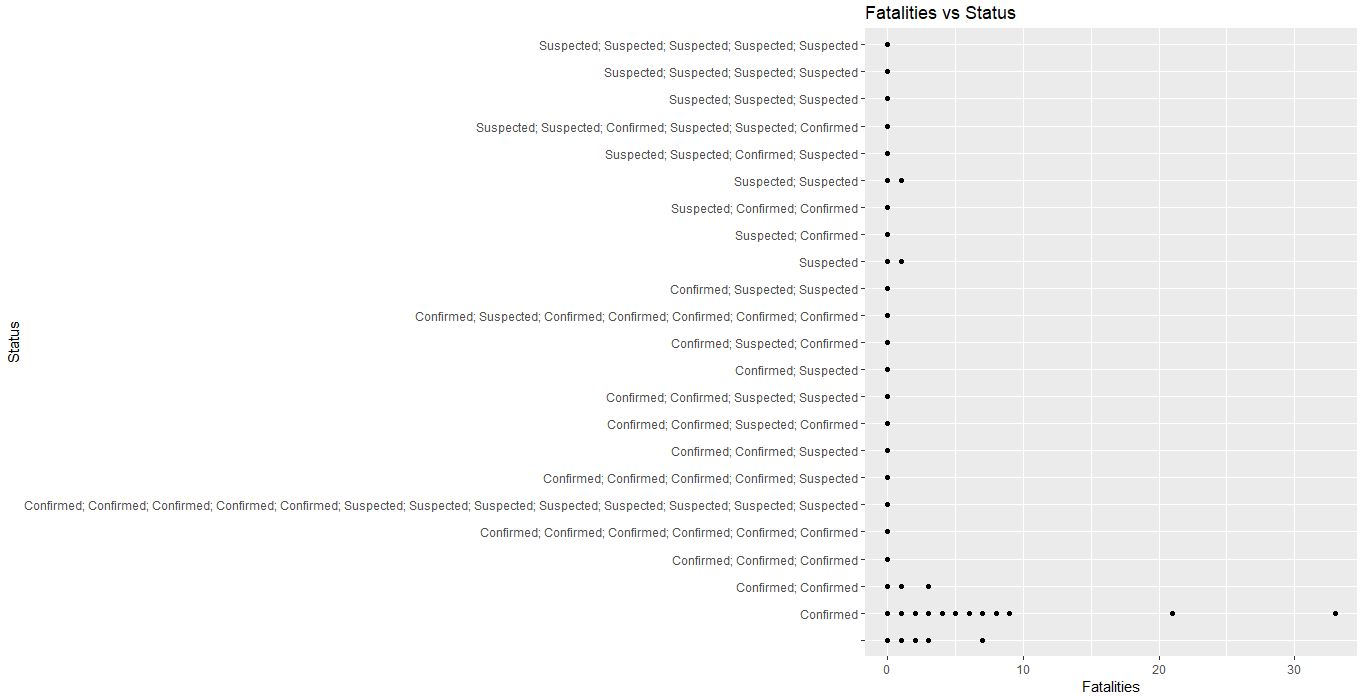 Fatalities vs Status
Suspected; Suspected; Suspected; Suspected; Suspected
Suspected; Suspected; Suspected; Suspected
Suspected; Suspected; Suspected
Suspected; Suspected; Confirmed; Suspected; Suspected; Confirmed
Suspected; Suspected; Confirmed; Suspected
Suspected; Suspected
Suspected; Confirmed; Confirmed
Suspected; Confirmed
Suspected
Confirmed; Suspected; Suspected
Confirmed; Suspected; Confirmed; Confirmed; Confirmed; Confirmed; Confirmed
Confirmed; Suspected; Confirmed
Confirmed; Suspected
Confirmed; Confirmed; Suspected; Suspected
Confirmed; Confirmed; Suspected; Confirmed
Confirmed; Confirmed; Suspected
Confirmed; Confirmed; Confirmed; Confirmed; Suspected
Confirmed; Confirmed; Confirmed; Confirmed; Confirmed; Suspected; Suspected; Suspected; Suspected; Suspected; Suspected; Suspected; Suspected
Confirmed; Confirmed; Confirmed; Confirmed; Confirmed; Confirmed
Confirmed; Confirmed; Confirmed
Confirmed; Confirmed
Confirmed
Status
0 10 20 30
Fatalities